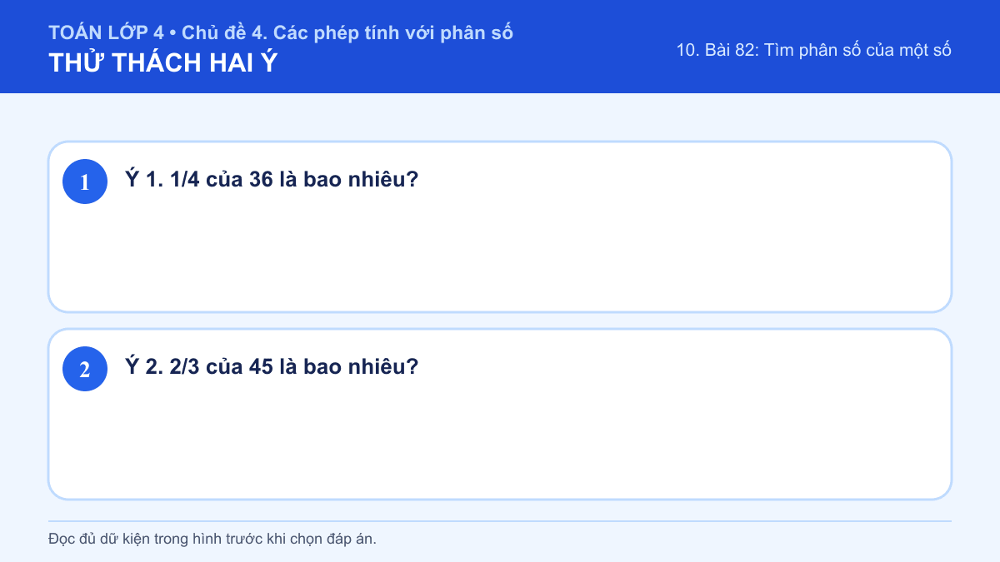 TOÁN LỚP 4 • Chủ đề 4. Các phép tính với phân số
THỬ THÁCH HAI Ý
10. Bài 82: Tìm phân số của một số
1
Ý 1. 1/4 của 36 là bao nhiêu?
2
Ý 2. 2/3 của 45 là bao nhiêu?
Đọc đủ dữ kiện trong hình trước khi chọn đáp án.